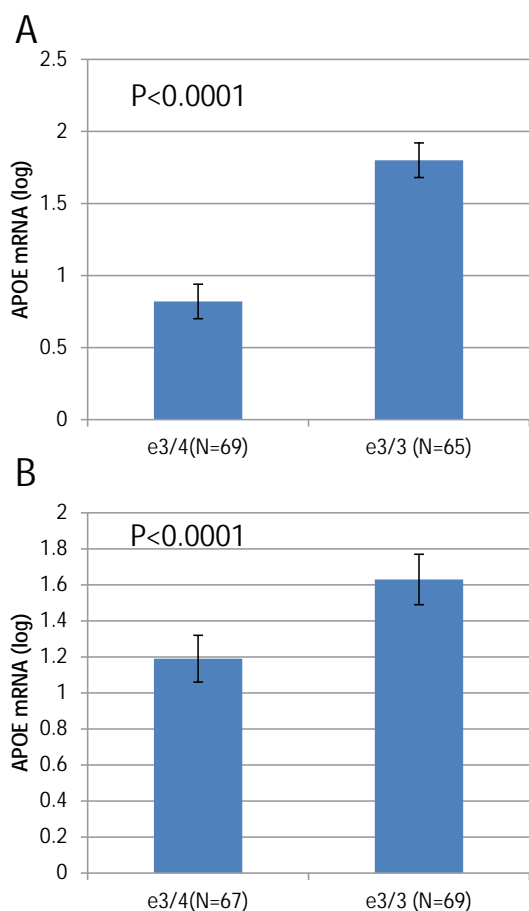 A
P<0.0001
APOE mRNA (log)
2.5
2
1.5
1
0.5
0
e3/4(N=69)
e3/3 (N=65)
B
P<0.0001
APOE mRNA (log)
2
1.8
1.6
1.4
1.2
1
0.8
0.6
0.4
0.2
0
e3/4(N=67)
e3/3 (N=69)